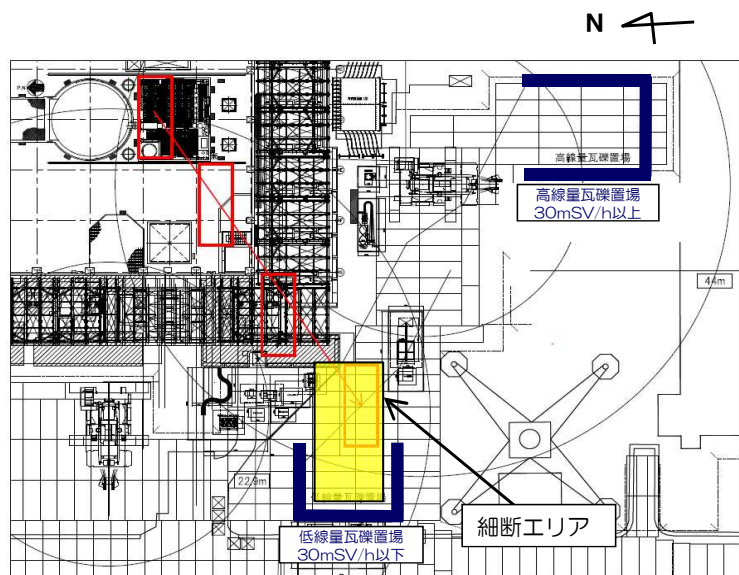 N
高線量瓦礫置場
高線量瓦礫置場
30mSV/h以上
44m
22.9m
低線量瓦礫置場
細断エリア
低線量瓦礫置場
30mSV/h以下